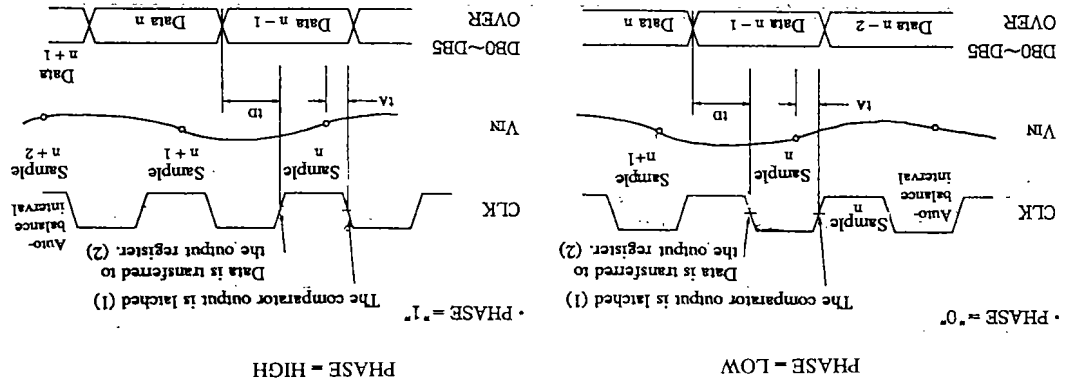 PHASE = LOW
• PHASE = "0"
The comparator output is latched (1)
Data is transferred to
the output register. (2)
CLK
Auto-
balance
interval
Sample
n
Sample
n
Sample
n+1
VIN
tA
tD
DB0~DB5
OVER
Data n − 2
Data n − 1
Data n
PHASE = HIGH
• PHASE = "1"
The comparator output is latched (1)
Data is transferred to
the output register. (2)
CLK
Auto-
balance
interval
Sample
n
Sample
n + 1
Sample
n + 2
VIN
tA
tD
DB0~DB5
OVER
Data n − 1
Data n
Data
n + 1